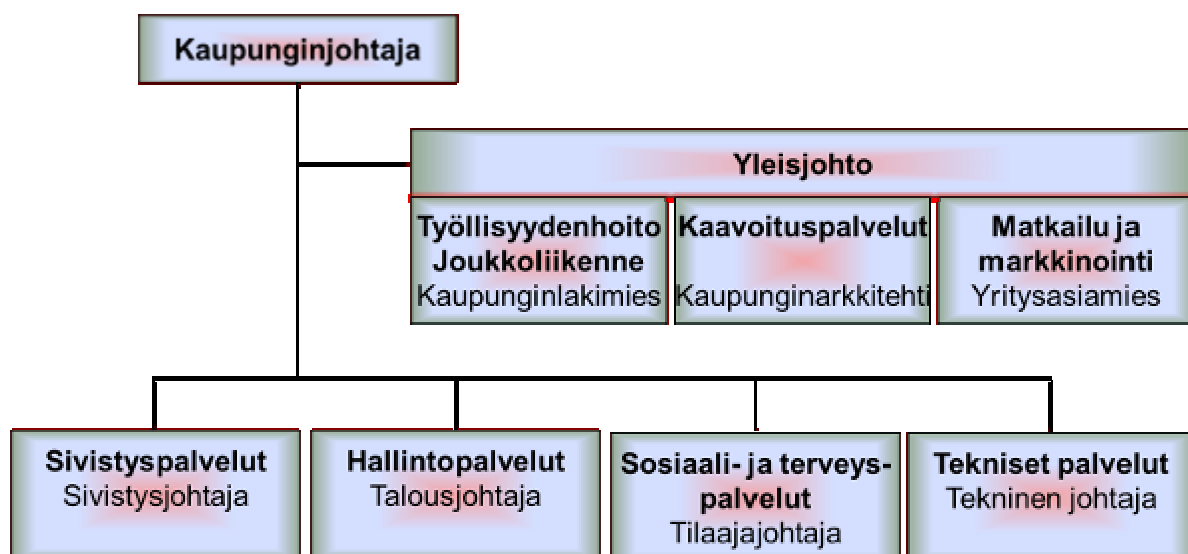 Kaupunginjohtaja
Yleisjohto
Työllisyydenhoito
Joukkoliikenne
Kaupunginlakimies
Kaavoituspalvelut
Kaupunginarkkitehti
Matkailu ja
markkinointi
Yritysasiamies
Sivistyspalvelut
Sivistysjohtaja
Hallintopalvelut
Talousjohtaja
Sosiaali- ja terveys-
palvelut
Tilaajajohtaja
Tekniset palvelut
Tekninen johtaja